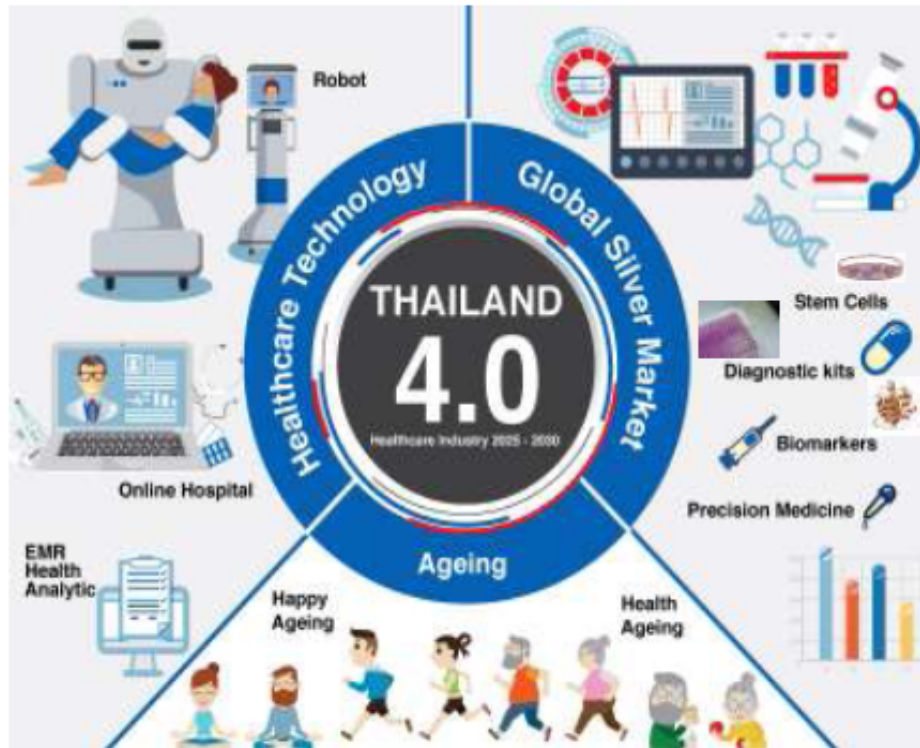 Robot
Healthcare Technology
Global Silver Market
THAILAND
4.0
Healthcare Industry 2025 - 2030
Stem Cells
Diagnostic kits
Biomarkers
Precision Medicine
Online Hospital
EMR
Health
Analytic
Ageing
Happy
Ageing
Health
Ageing